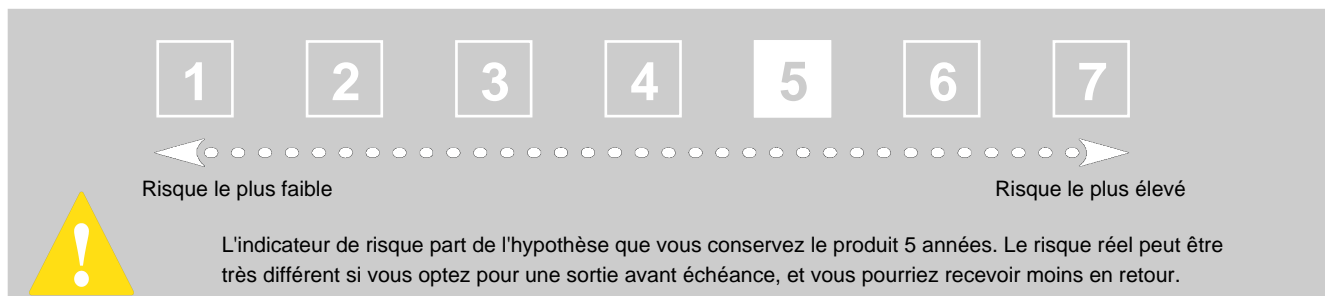 1 2 3 4 5 6 7
Risque le plus faible Risque le plus élevé
!
L'indicateur de risque part de l'hypothèse que vous conservez le produit 5 années. Le risque réel peut être
très différent si vous optez pour une sortie avant échéance, et vous pourriez recevoir moins en retour.